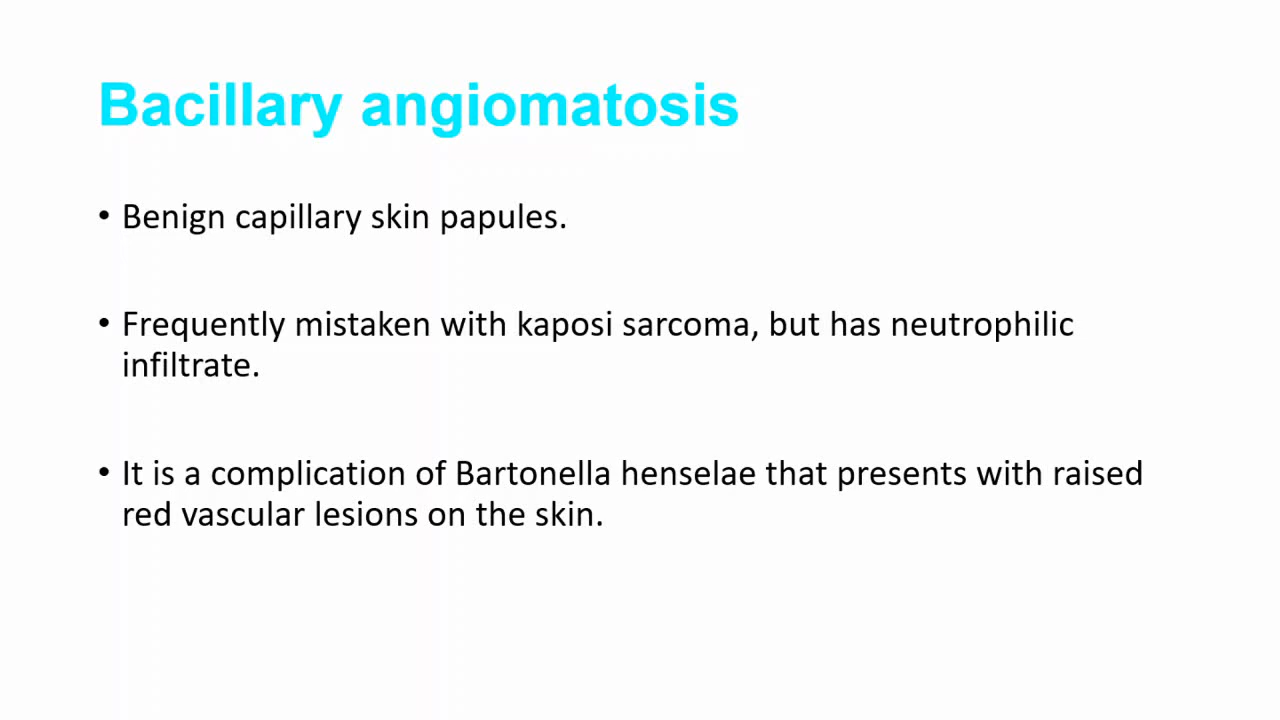 Bacillary angiomatosis
• Benign capillary skin papules.
• Frequently mistaken with kaposi sarcoma, but has neutrophilic
infiltrate.
• It is a complication of Bartonella henselae that presents with raised
red vascular lesions on the skin.